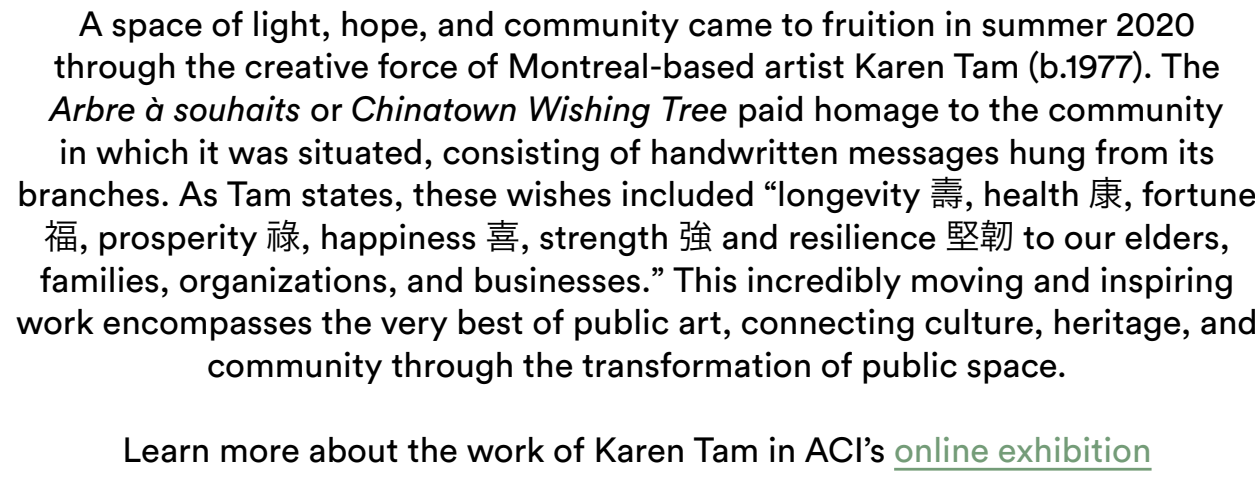 A space of light, hope, and community came to fruition in summer 2020
through the creative force of Montreal-based artist Karen Tam (b.1977). The
Arbre à souhaits or Chinatown Wishing Tree paid homage to the community
in which it was situated, consisting of handwritten messages hung from its
branches. As Tam states, these wishes included “longevity 壽, health 康, fortune
福, prosperity 祿, happiness 喜, strength 強 and resilience 堅韌 to our elders,
families, organizations, and businesses.” This incredibly moving and inspiring
work encompasses the very best of public art, connecting culture, heritage, and
community through the transformation of public space.
Learn more about the work of Karen Tam in ACI’s online exhibition